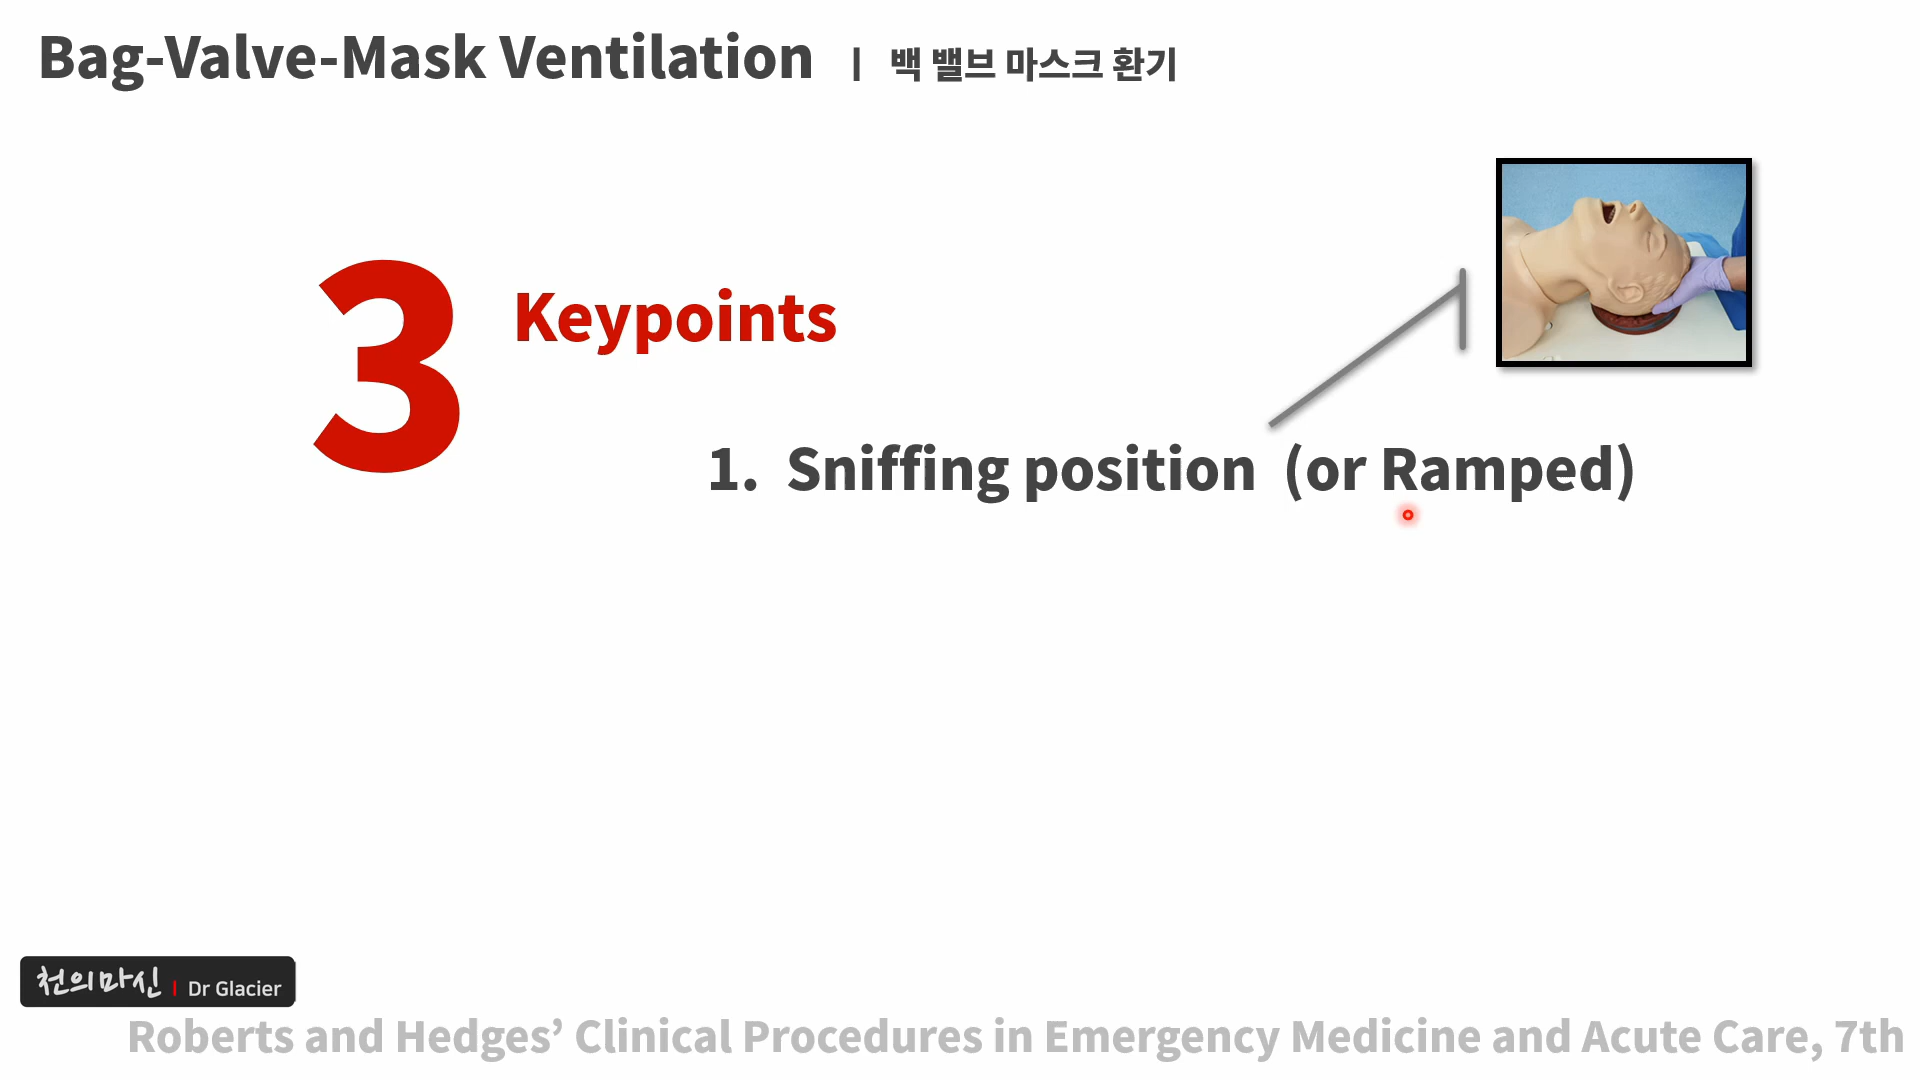 Bag-Valve-Mask Ventilation | 백 밸브 마스크 환기
3 Keypoints
1. Sniffing position (or Ramped)
천의마신 | Dr Glacier
Roberts and Hedges’ Clinical Procedures in Emergency Medicine and Acute Care, 7th